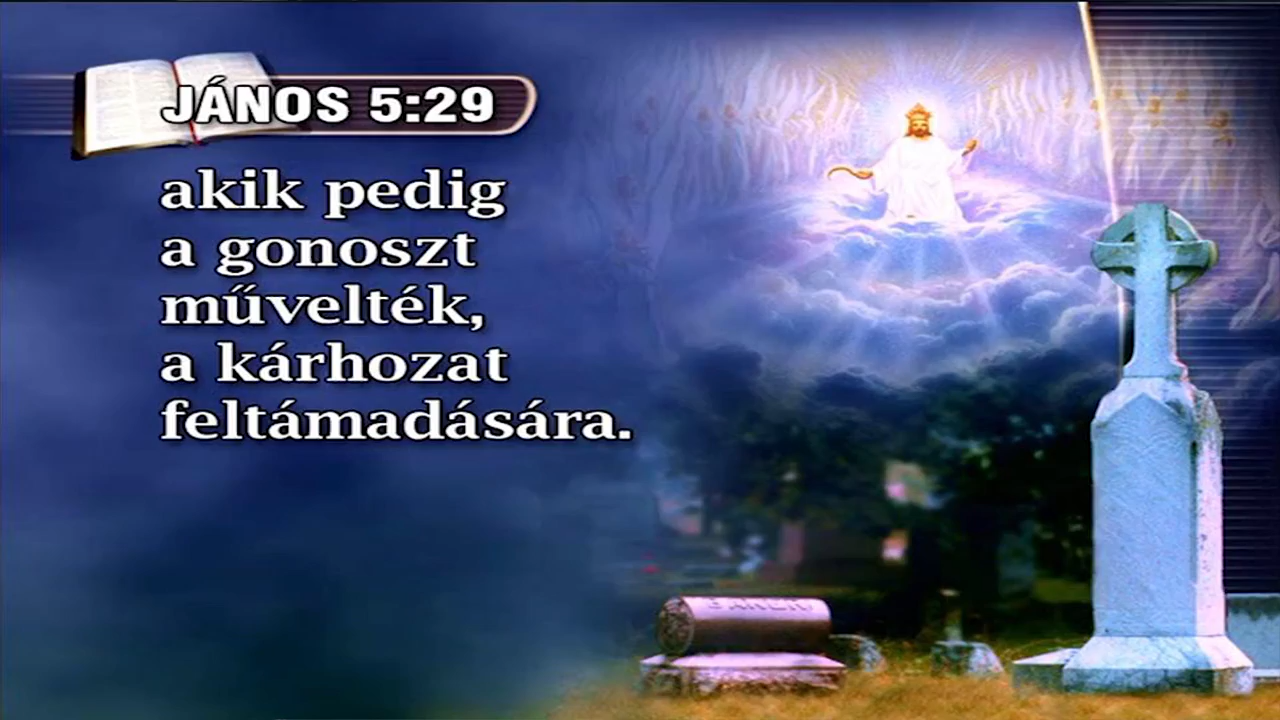 JÁNOS 5:29
akik pedig
a gonoszt
művelték,
a kárhozat
feltámadására.